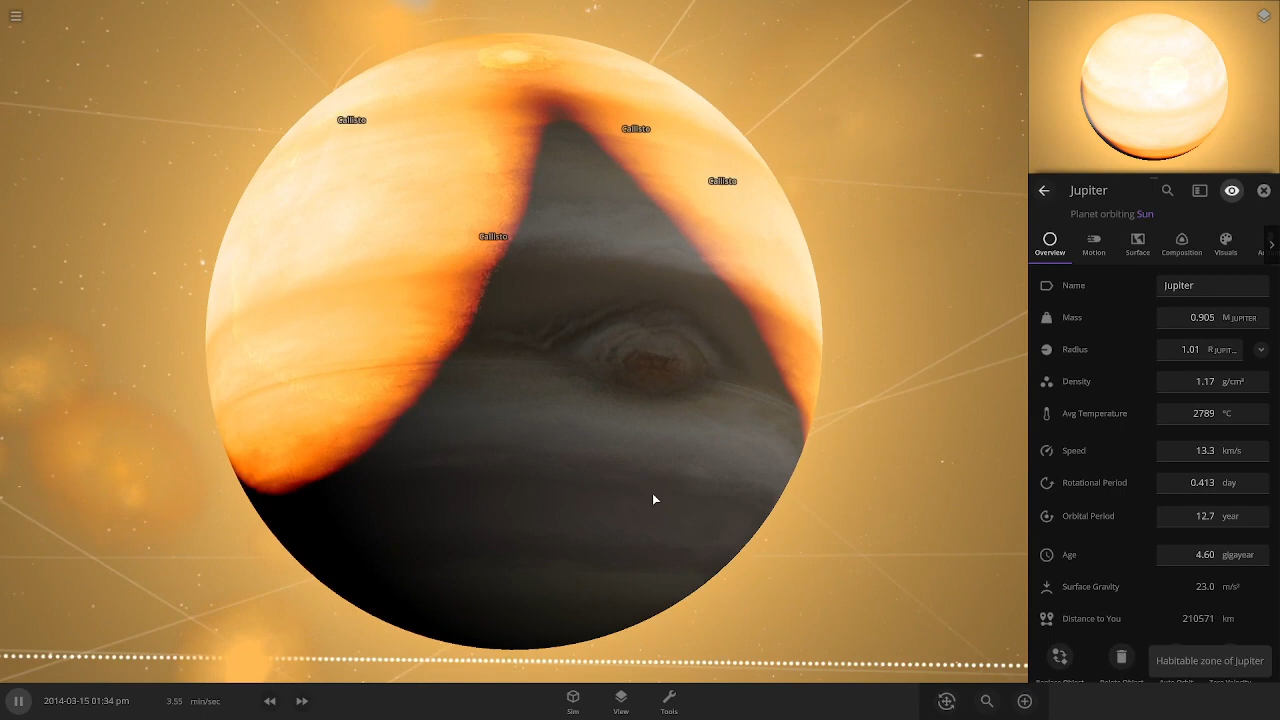 Callisto
Callisto
Callisto
Callisto
Jupiter
Planet orbiting Sun
Overview
Motion
Surface
Composition
Visuals
Name Jupiter
Mass 0.905 M JUPITER
Radius 1.01 R JUPIT...
Density 1.17 g/cm³
Avg Temperature 2789 °C
Speed 13.3 km/s
Rotational Period 0.413 day
Orbital Period 12.7 year
Age 4.60 gigayear
Surface Gravity 23.0 m/s²
Distance to You 210571 km
Habitable zone of Jupiter
2014-03-15 01:34 pm 3.55 min/sec
Sim
View
Tools